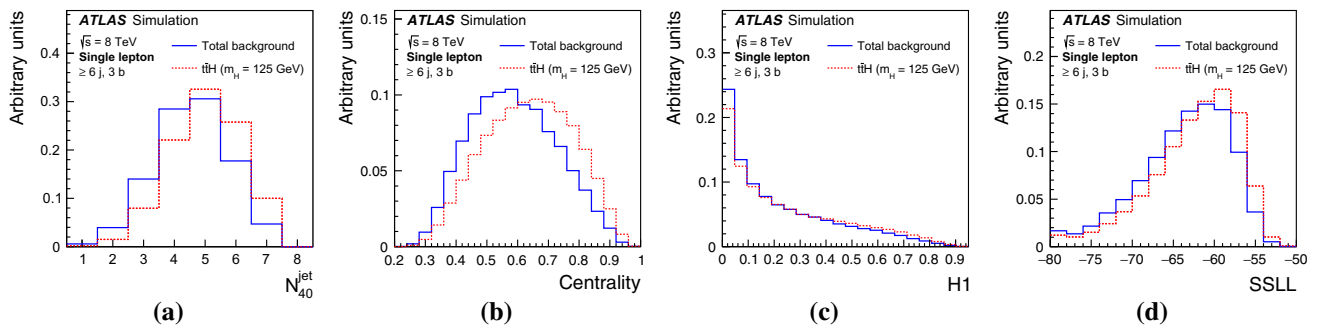 ATLAS Simulation
√s = 8 TeV
Single lepton
≥ 6 j, 3 b
Total background
tt̄H (m_H = 125 GeV)
Arbitrary units
0.4
0.3
0.2
0.1
0
1 2 3 4 5 6 7 8
N_40^jet
(a)
ATLAS Simulation
√s = 8 TeV
Single lepton
≥ 6 j, 3 b
Total background
tt̄H (m_H = 125 GeV)
Arbitrary units
0.15
0.1
0.05
0
0.2 0.3 0.4 0.5 0.6 0.7 0.8 0.9 1
Centrality
(b)
ATLAS Simulation
√s = 8 TeV
Single lepton
≥ 6 j, 3 b
Total background
tt̄H (m_H = 125 GeV)
Arbitrary units
0.3
0.2
0.1
0
0 0.1 0.2 0.3 0.4 0.5 0.6 0.7 0.8 0.9
H1
(c)
ATLAS Simulation
√s = 8 TeV
Single lepton
≥ 6 j, 3 b
Total background
tt̄H (m_H = 125 GeV)
Arbitrary units
0.2
0.15
0.1
0.05
0
−80 −75 −70 −65 −60 −55 −50
SSLL
(d)